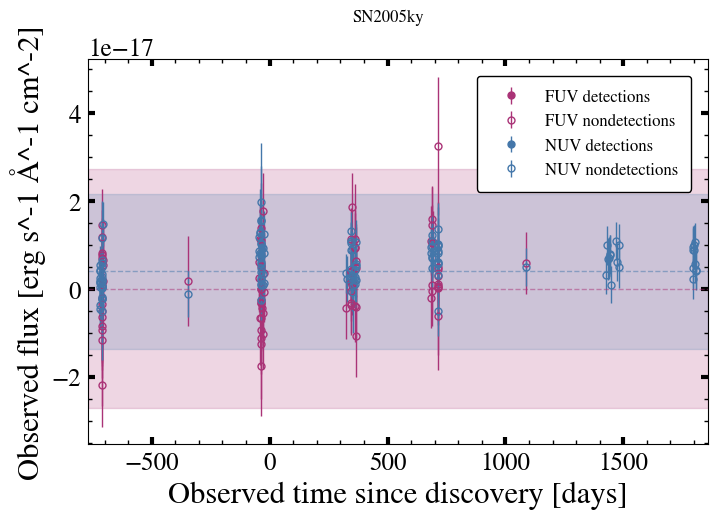 SN2005ky
1e−17
FUV detections
FUV nondetections
NUV detections
NUV nondetections
4
2
0
−2
Observed flux [erg s^-1 Å^-1 cm^-2]
−500
0
500
1000
1500
Observed time since discovery [days]